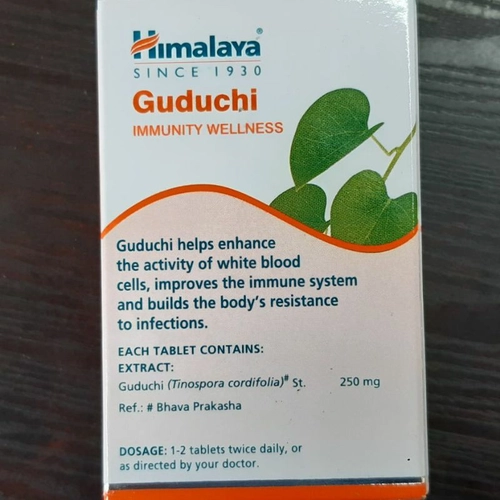 Himalaya®
SINCE 1930
Guduchi
IMMUNITY WELLNESS
Guduchi helps enhance
the activity of white blood
cells, improves the immune system
and builds the body's resistance
to infections.
EACH TABLET CONTAINS:
EXTRACT:
Guduchi (Tinospora cordifolia)# St. 250 mg
Ref.: # Bhava Prakasha
DOSAGE: 1-2 tablets twice daily, or
as directed by your doctor.